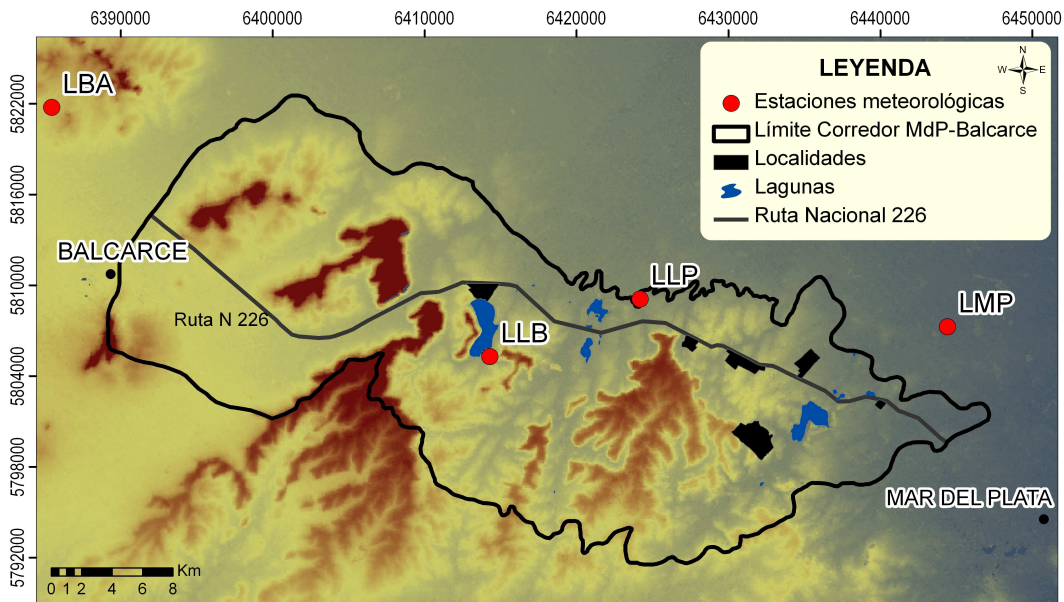 6390000 6400000 6410000 6420000 6430000 6440000 6450000
5822000
5816000
5810000
5804000
5798000
5792000
LEYENDA
N
W E
S
Estaciones meteorológicas
Límite Corredor MdP-Balcarce
Localidades
Lagunas
Ruta Nacional 226
LBA
BALCARCE
LLP
LMP
Ruta N 226
LLB
MAR DEL PLATA
Km
0 1 2 4 6 8